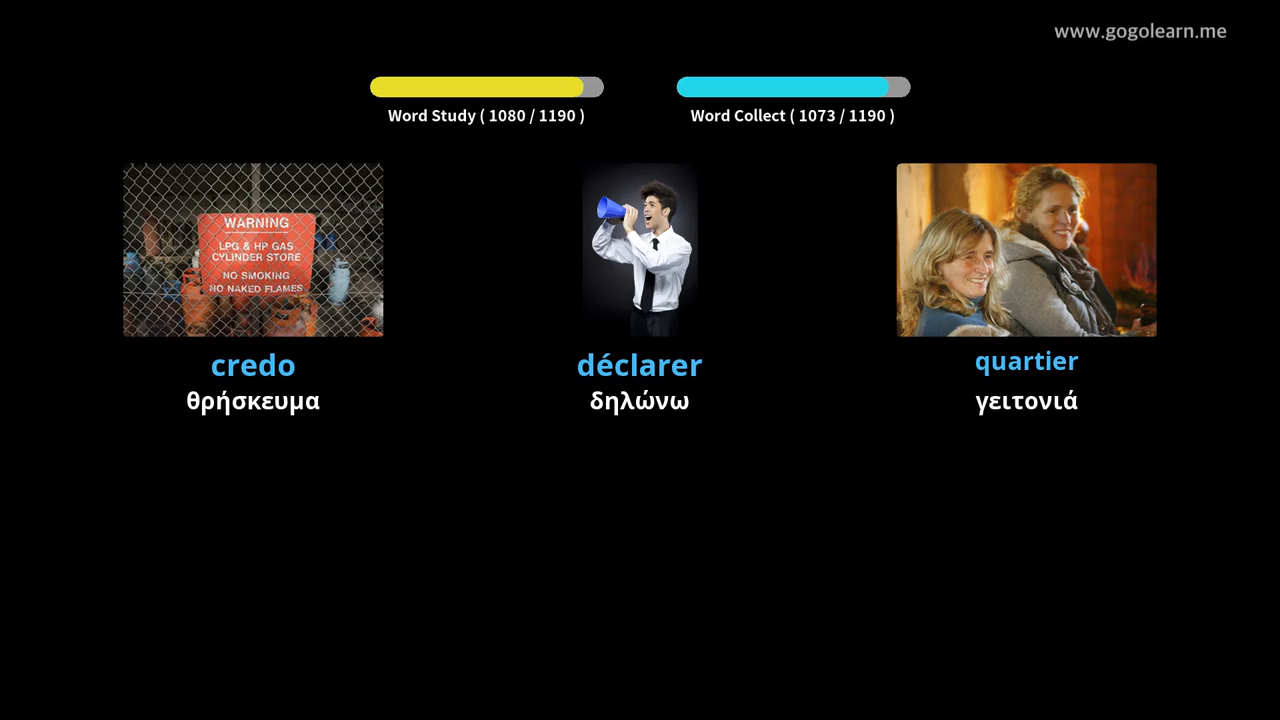 www.gogolearn.me
Word Study ( 1080 / 1190 )
Word Collect ( 1073 / 1190 )
WARNING
LPG & HP GAS
CYLINDER STORE
NO SMOKING
NO NAKED FLAMES
credo
déclarer
quartier
θρήσκευμα
δηλώνω
γειτονιά